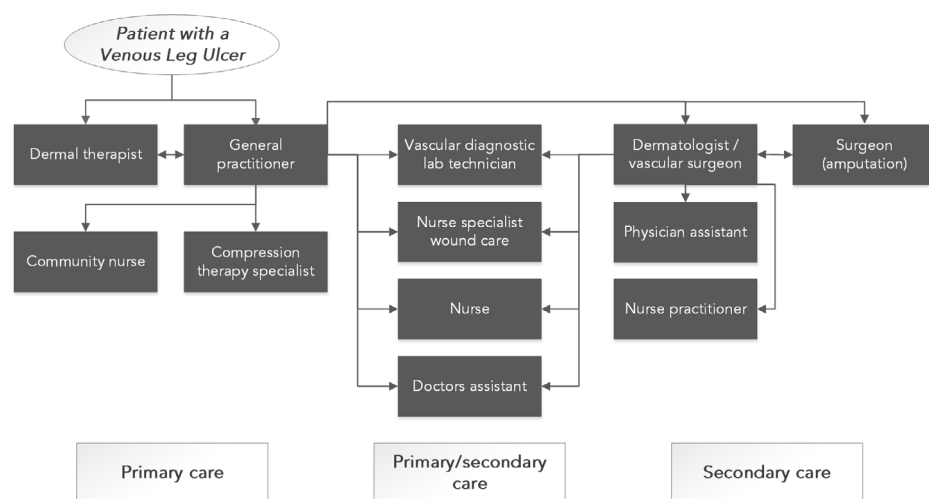 Patient with a
Venous Leg Ulcer
Dermal therapist
General
practitioner
Vascular diagnostic
lab technician
Dermatologist /
vascular surgeon
Surgeon
(amputation)
Community nurse
Compression
therapy specialist
Nurse specialist
wound care
Physician assistant
Nurse
Nurse practitioner
Doctors assistant
Primary care
Primary/secondary
care
Secondary care